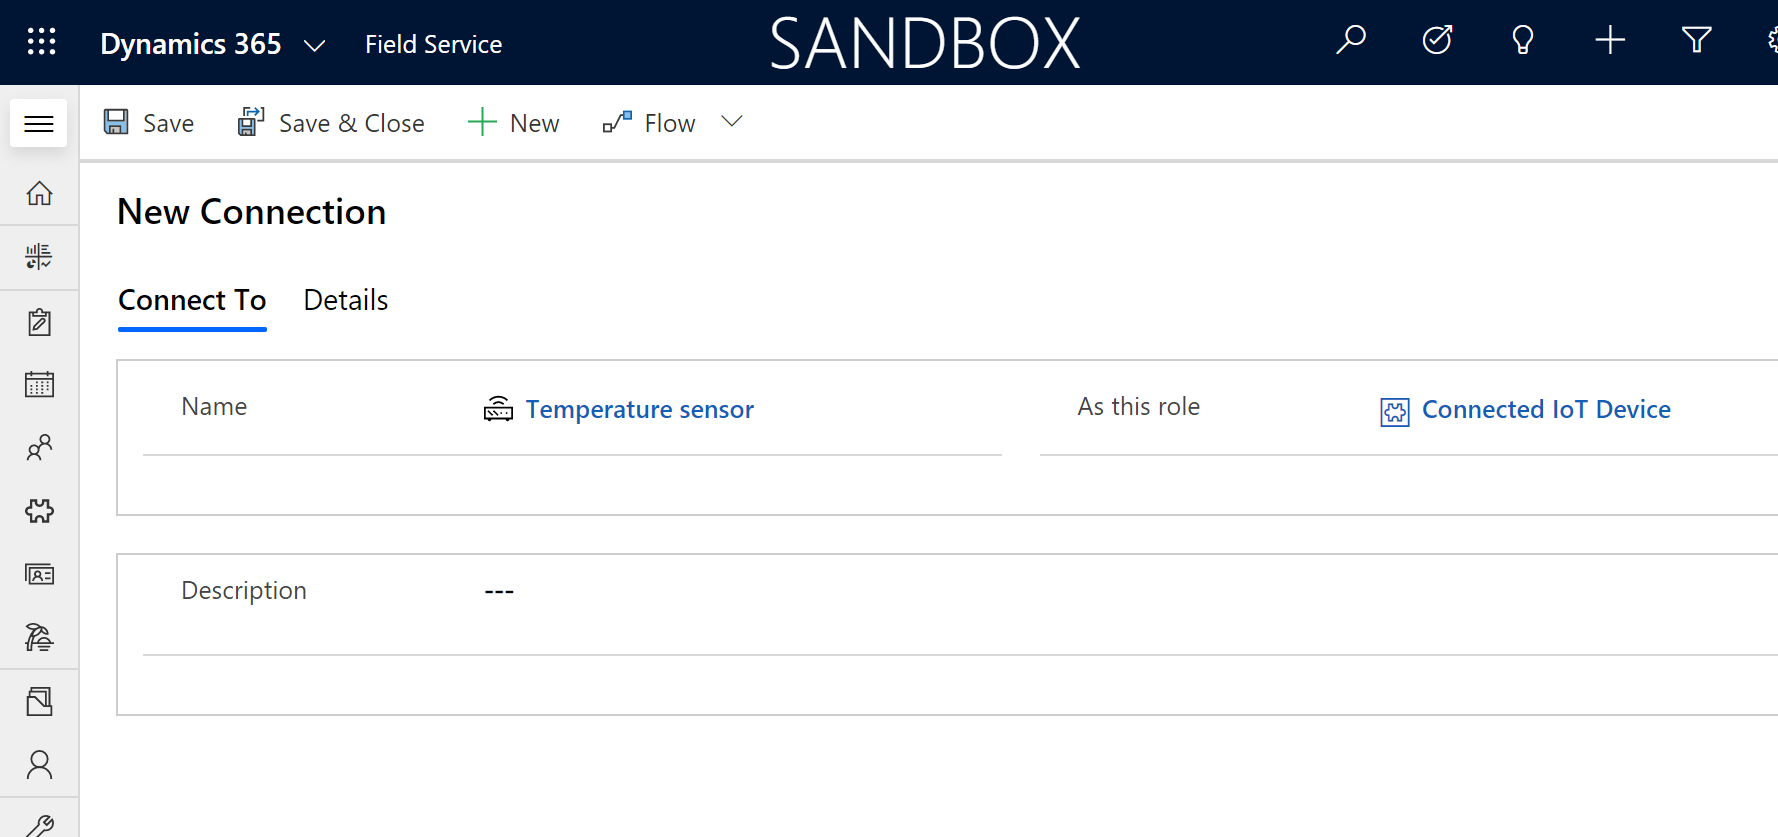 Dynamics 365 Field Service SANDBOX
Save Save & Close New Flow
New Connection
Connect To Details
Name Temperature sensor As this role Connected IoT Device
Description ---